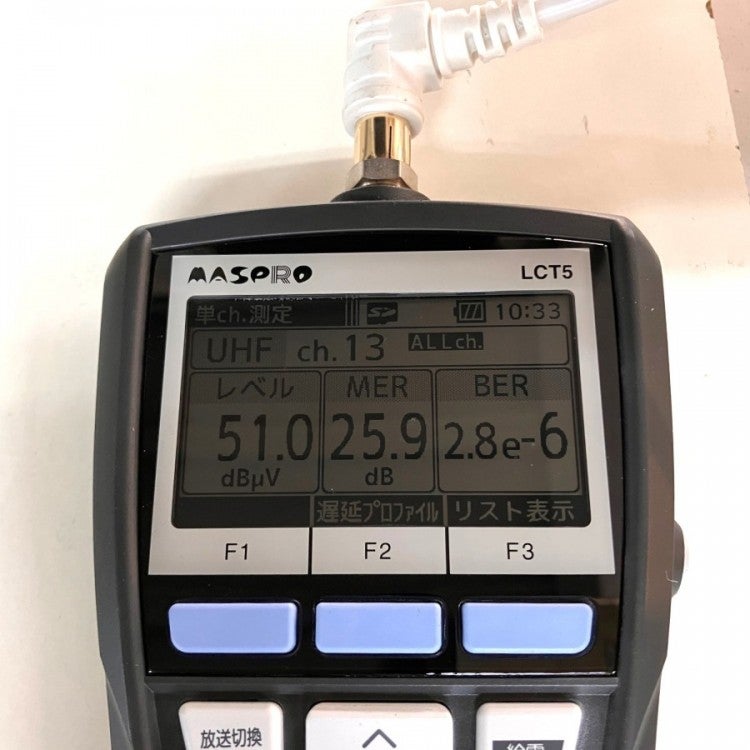 MASPRO LCT5
単ch.測定 SD 10:33
UHF ch.13 ALLch.
レベル MER BER
51.0 25.9 2.8e-6
dBμV dB
遅延プロファイル リスト表示
F1 F2 F3
放送切換